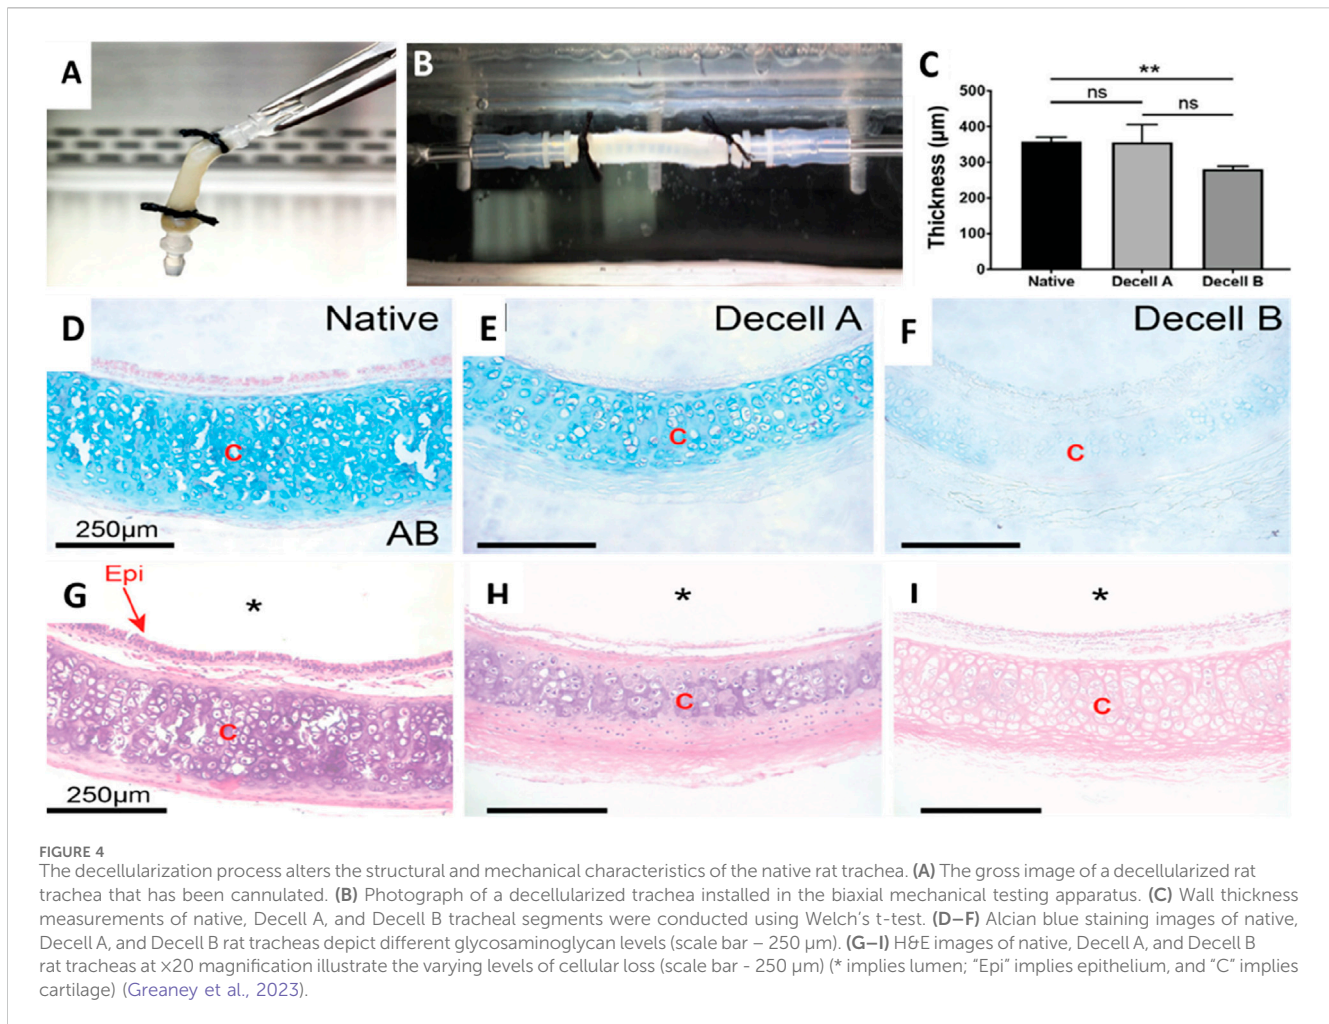 A
B
C
**
ns
ns
500
400
300
200
100
0
Thickness (μm)
Native
Decell A
Decell B
D
Native
C
250μm
AB
E
Decell A
C
F
Decell B
C
G
Epi
*
C
250μm
H
*
C
I
*
C
FIGURE 4
The decellularization process alters the structural and mechanical characteristics of the native rat trachea. (A) The gross image of a decellularized rat
trachea that has been cannulated. (B) Photograph of a decellularized trachea installed in the biaxial mechanical testing apparatus. (C) Wall thickness
measurements of native, Decell A, and Decell B tracheal segments were conducted using Welch's t-test. (D–F) Alcian blue staining images of native,
Decell A, and Decell B rat tracheas depict different glycosaminoglycan levels (scale bar – 250 μm). (G–I) H&E images of native, Decell A, and Decell B
rat tracheas at ×20 magnification illustrate the varying levels of cellular loss (scale bar - 250 μm) (* implies lumen; "Epi" implies epithelium, and "C" implies
cartilage) (Greaney et al., 2023).